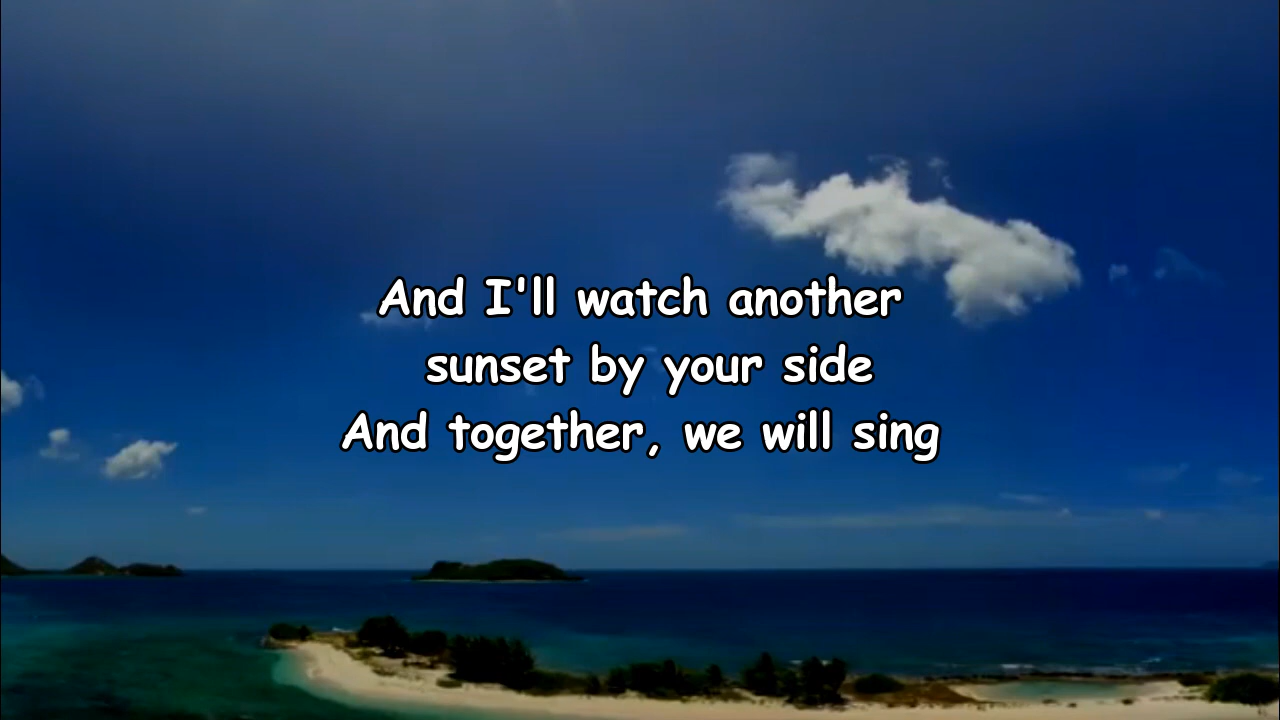 And I'll watch another
sunset by your side
And together, we will sing